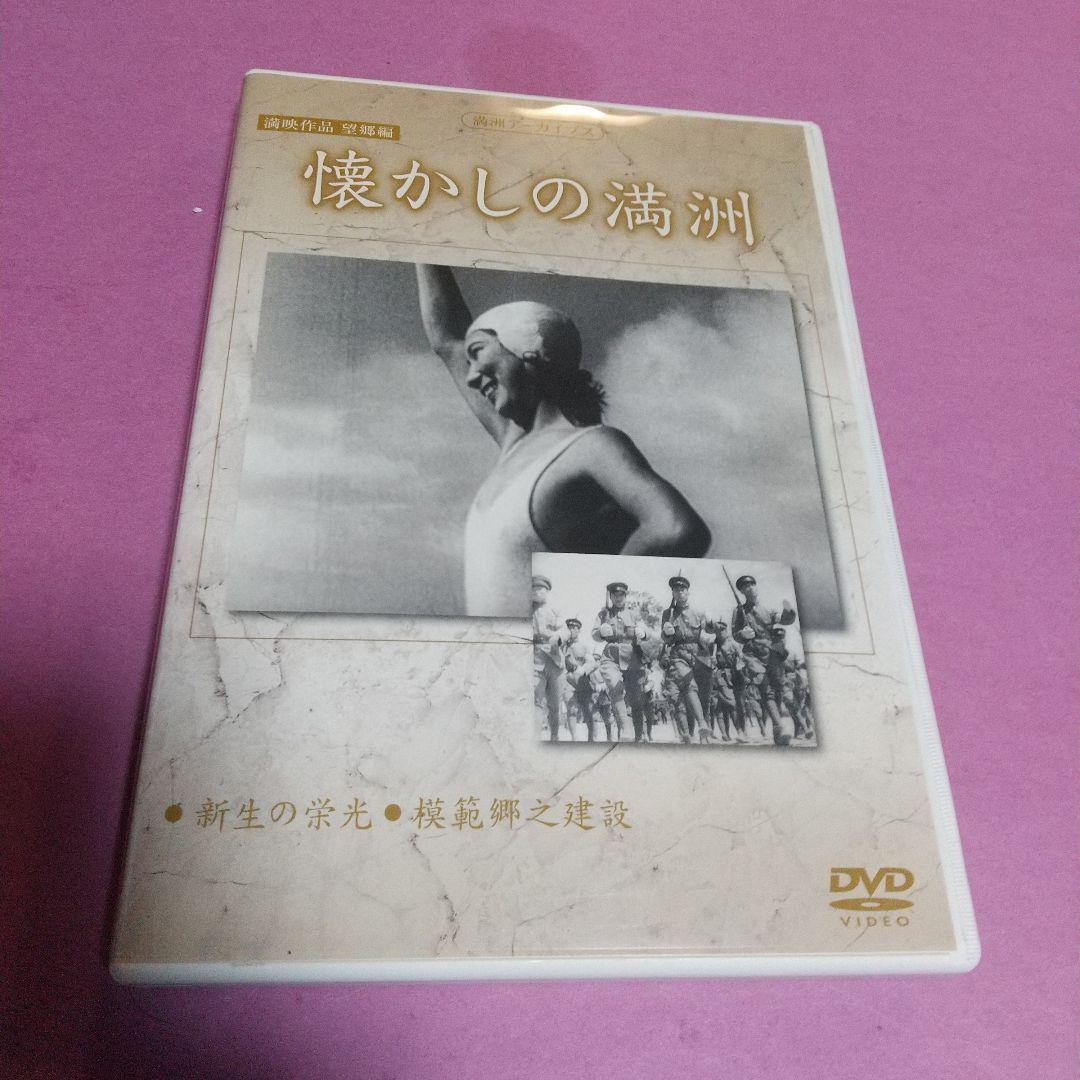 満映作品 望郷編
満洲アーカイブス
懐かしの満洲
●新生の栄光●模範郷之建設
DVD
VIDEO